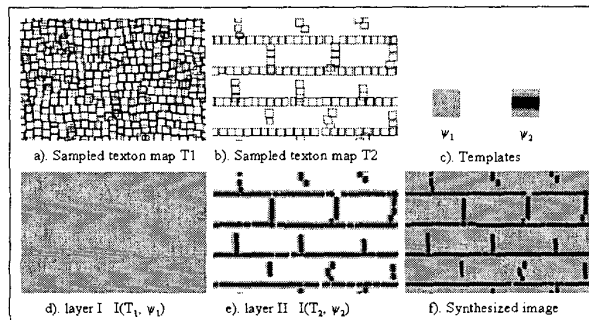 ψ₁ ψ₂
a). Sampled texton map T1 b). Sampled texton map T2 c). Templates
d). layer I I(T₁, ψ₁) e). layer II I(T₂, ψ₂) f). Synthesized image